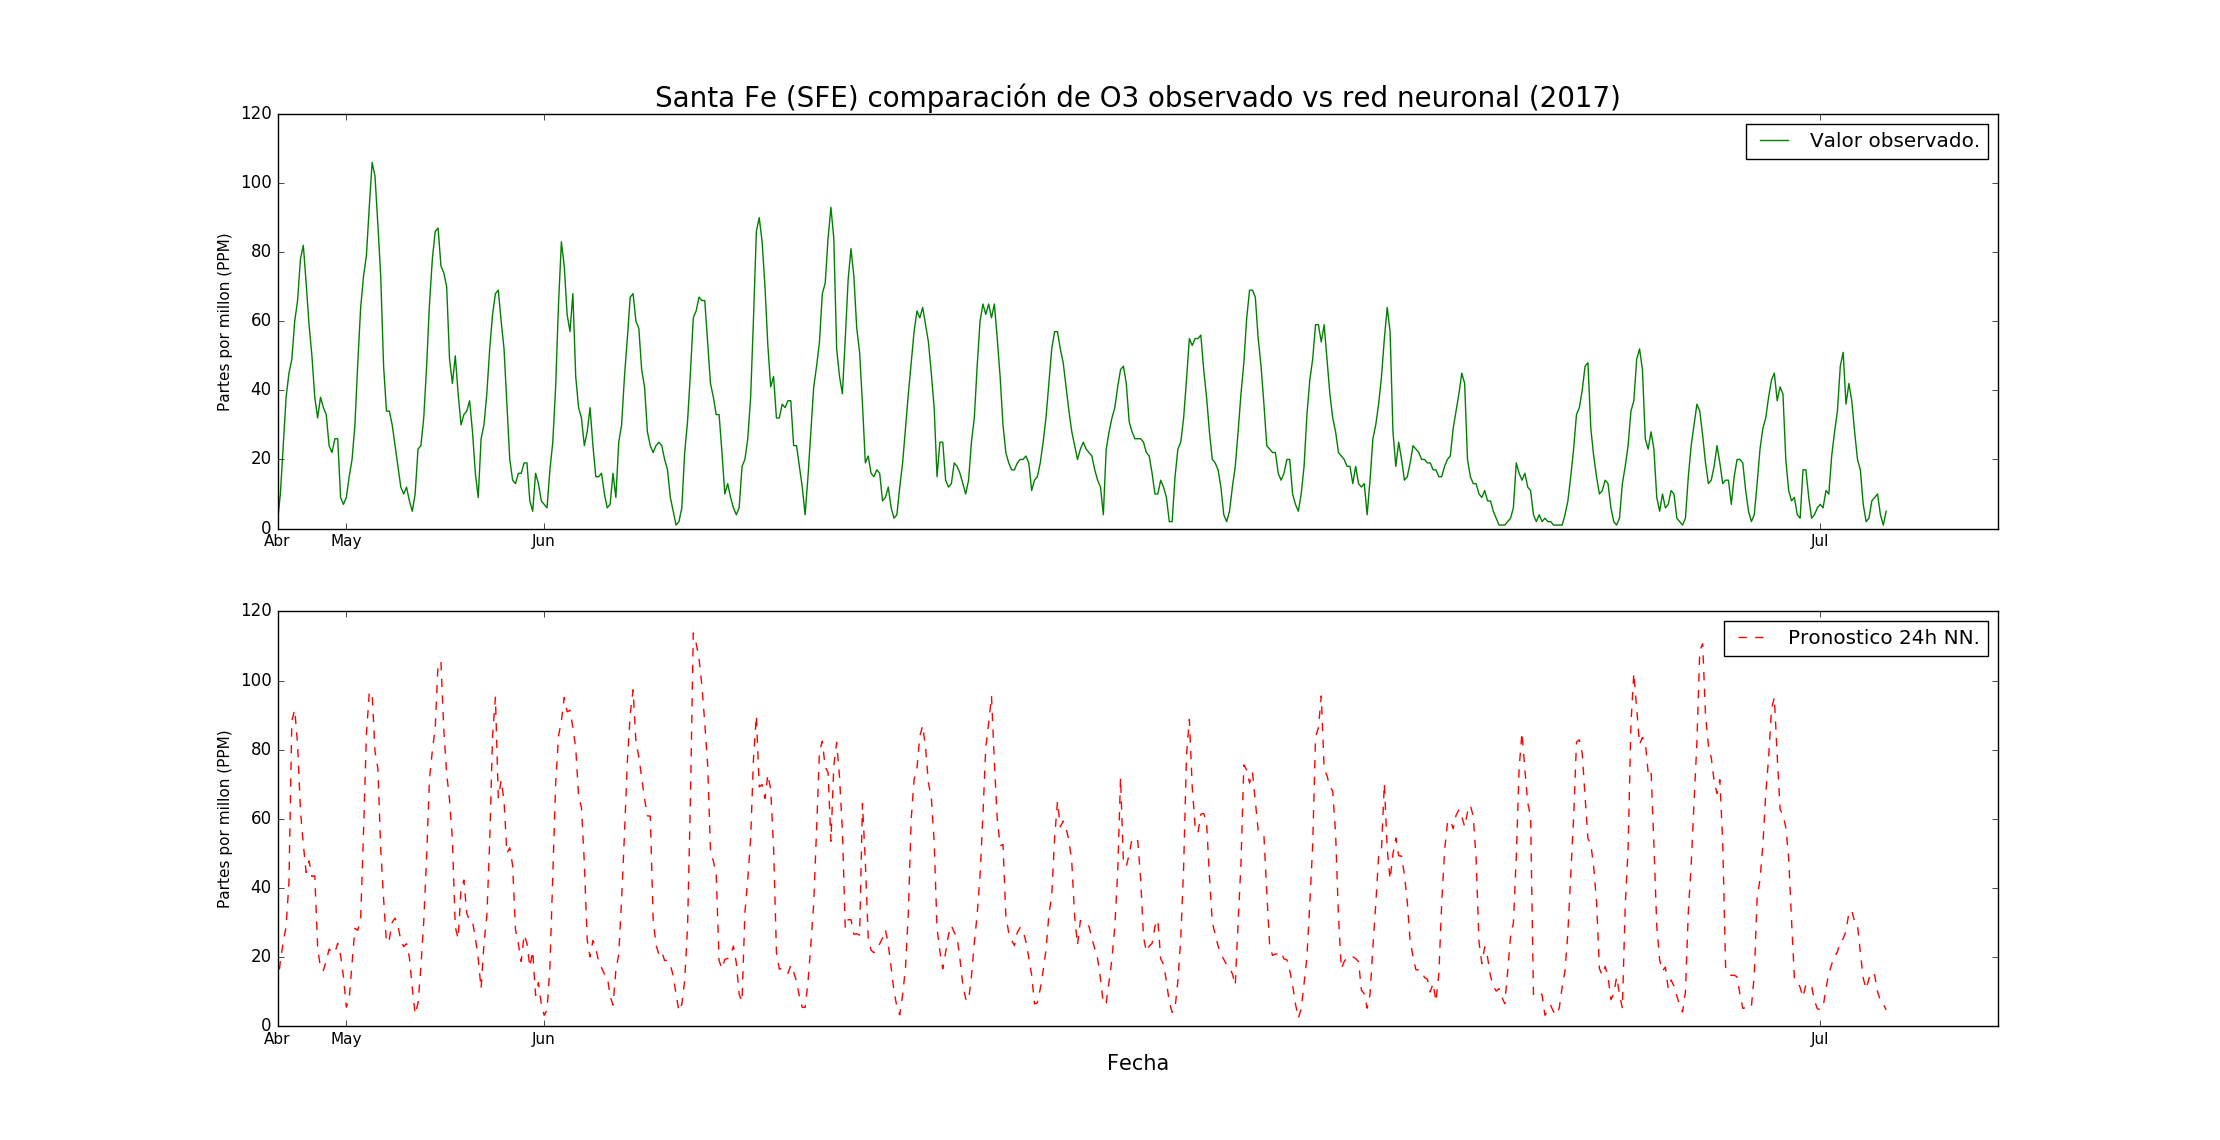 Santa Fe (SFE) comparación de O3 observado vs red neuronal (2017)
120
100
80
60
40
20
0
Partes por millon (PPM)
Valor observado.
Abr May Jun Jul
120
100
80
60
40
20
0
Partes por millon (PPM)
Pronostico 24h NN.
Abr May Jun Jul
Fecha